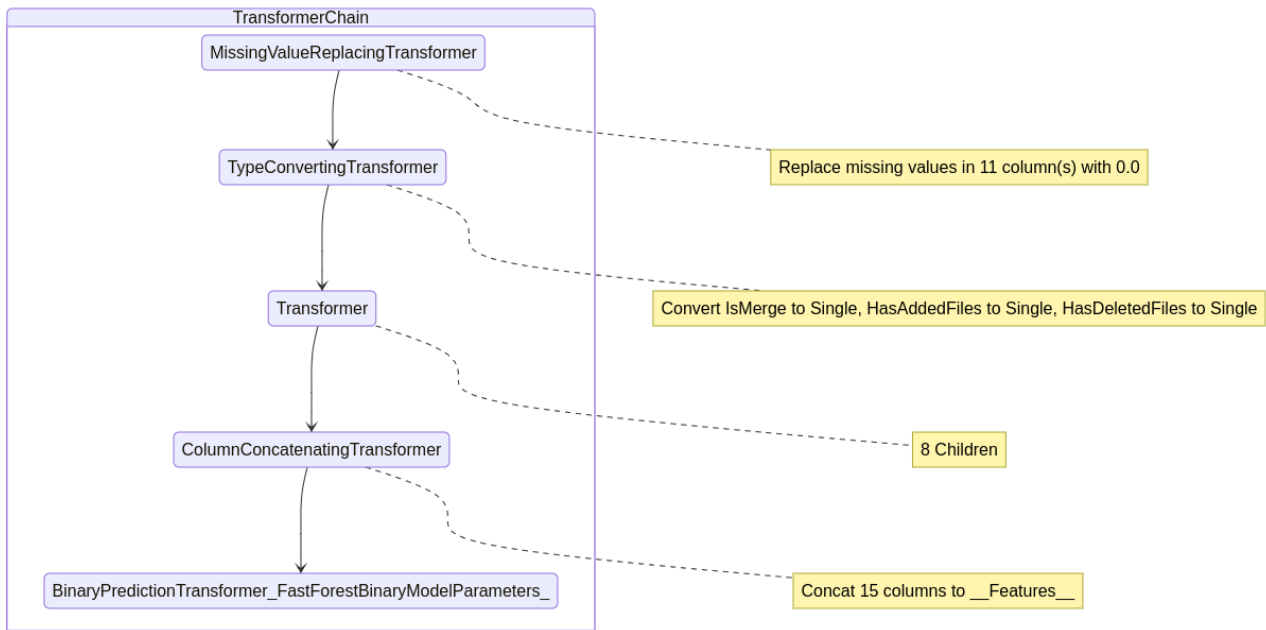 TransformerChain
MissingValueReplacingTransformer
Replace missing values in 11 column(s) with 0.0
TypeConvertingTransformer
Convert IsMerge to Single, HasAddedFiles to Single, HasDeletedFiles to Single
Transformer
8 Children
ColumnConcatenatingTransformer
Concat 15 columns to __Features__
BinaryPredictionTransformer_FastForestBinaryModelParameters_